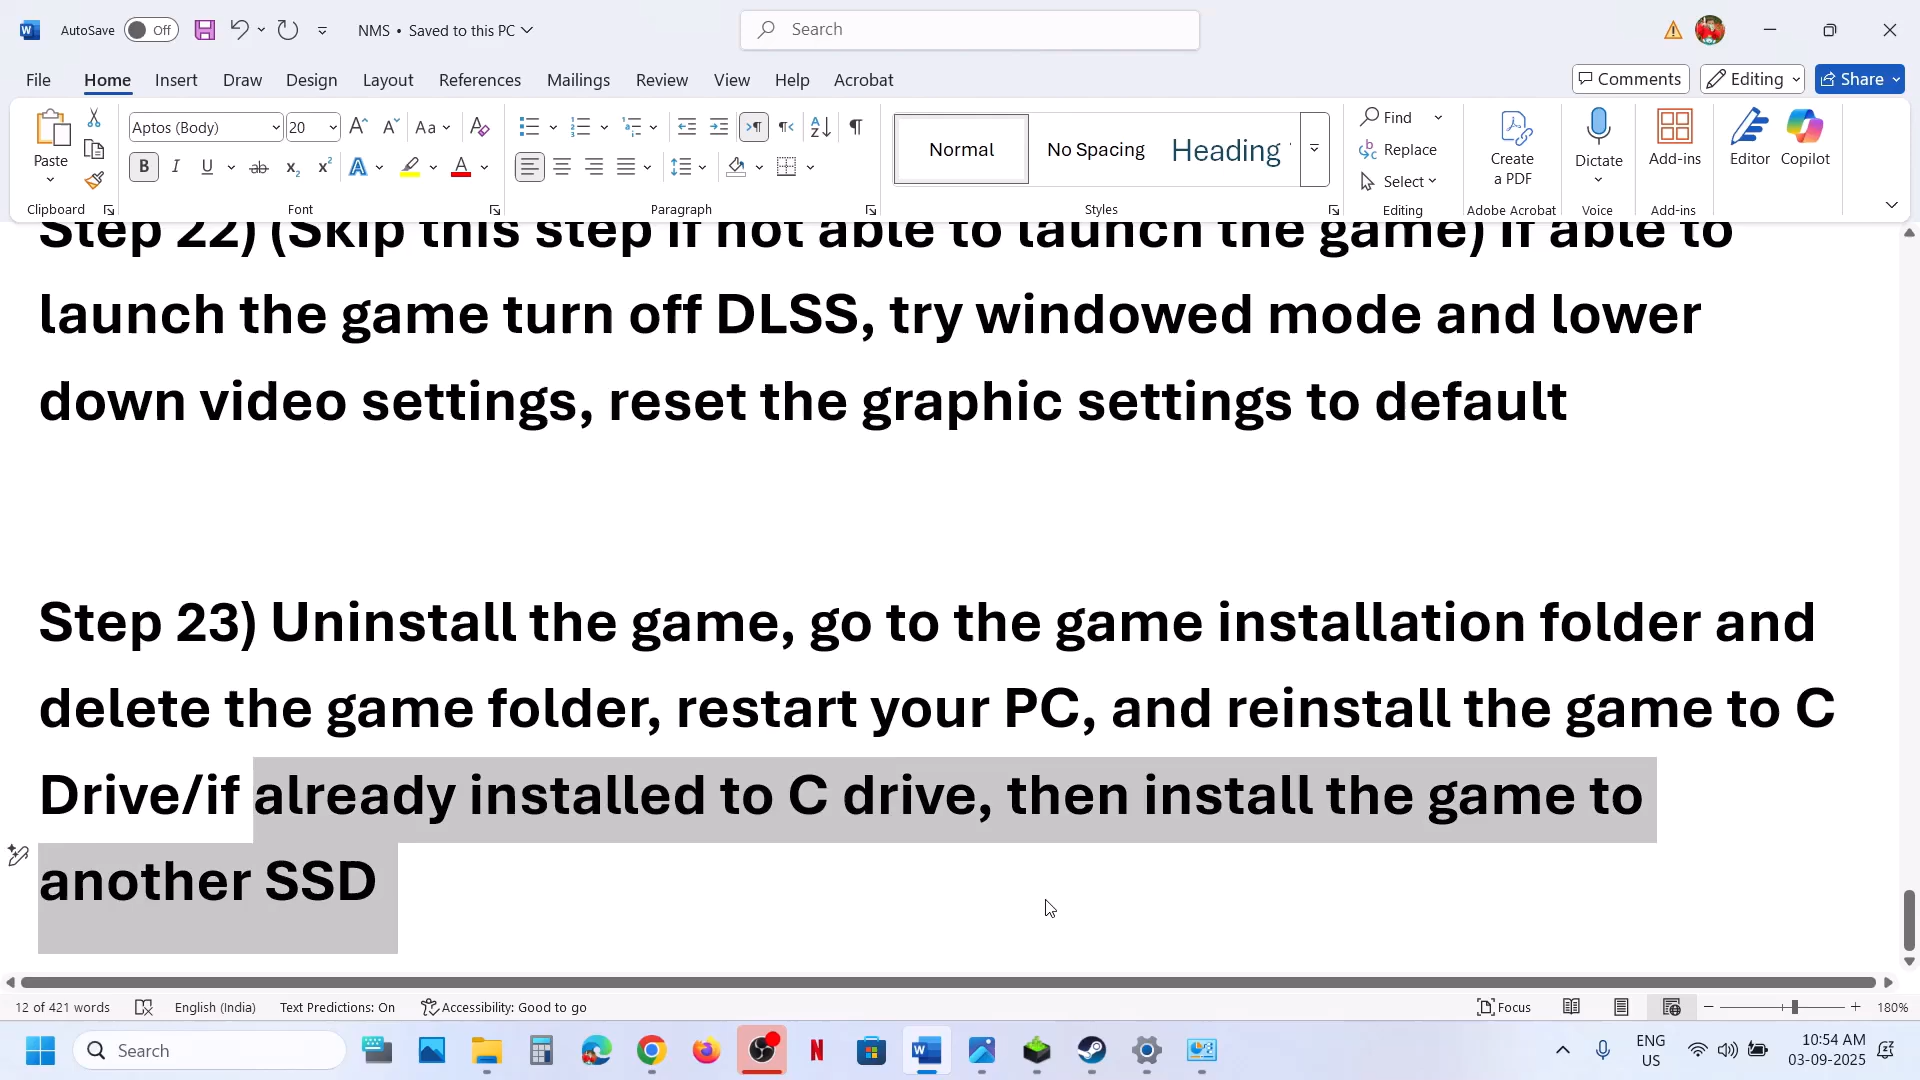 AutoSave Off NMS • Saved to this PC Search
File Home Insert Draw Design Layout References Mailings Review View Help Acrobat Comments Editing Share
Paste Aptos (Body) 20 Aa Normal No Spacing Heading Find Replace Select Create a PDF Dictate Add-ins Editor Copilot
Clipboard Font Paragraph Styles Editing Adobe Acrobat Voice Add-ins
Step 22) (Skip this step if not able to launch the game) If able to
launch the game turn off DLSS, try windowed mode and lower
down video settings, reset the graphic settings to default
Step 23) Uninstall the game, go to the game installation folder and
delete the game folder, restart your PC, and reinstall the game to C
Drive/if already installed to C drive, then install the game to
another SSD
12 of 421 words English (India) Text Predictions: On Accessibility: Good to go Focus 180%
Search ENG US 10:54 AM 03-09-2025